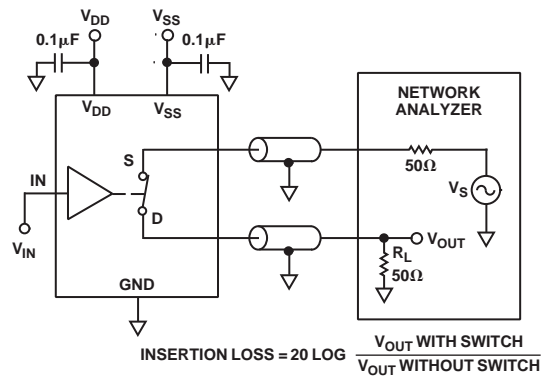 VDD
VSS
0.1µF
0.1µF
VDD
VSS
NETWORK
ANALYZER
S
50Ω
IN
VS
D
VIN
VOUT
RL
50Ω
GND
INSERTION LOSS = 20 LOG
VOUT WITH SWITCH
VOUT WITHOUT SWITCH